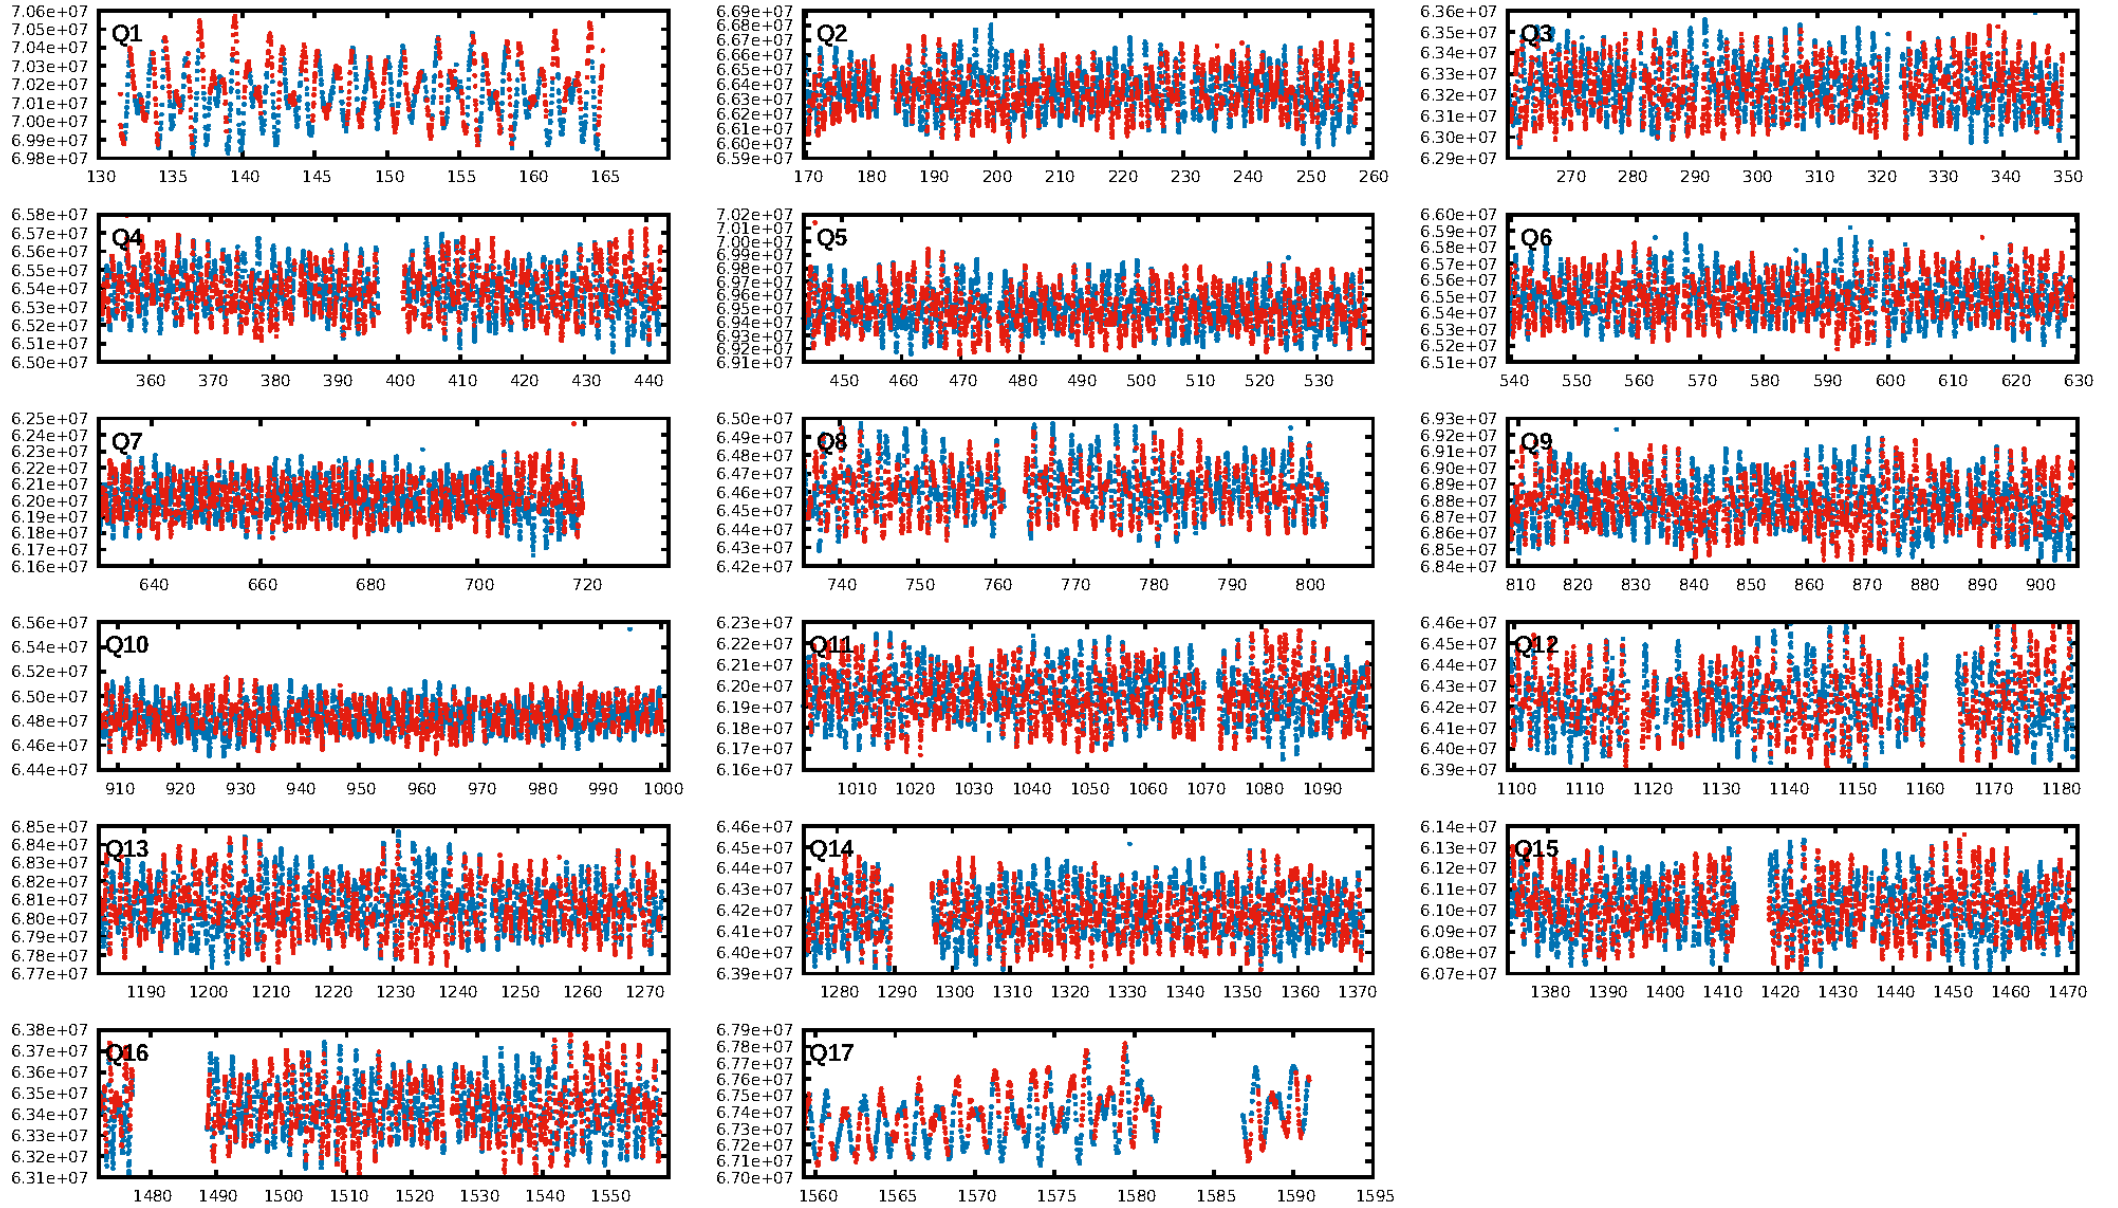 7.06e+07
7.05e+07
7.04e+07
7.03e+07
7.02e+07
7.01e+07
7.00e+07
6.99e+07
6.98e+07
Q1
130 135 140 145 150 155 160 165
6.69e+07
6.68e+07
6.67e+07
6.66e+07
6.65e+07
6.64e+07
6.63e+07
6.62e+07
6.61e+07
6.60e+07
6.59e+07
Q2
170 180 190 200 210 220 230 240 250 260
6.36e+07
6.35e+07
6.34e+07
6.33e+07
6.32e+07
6.31e+07
6.30e+07
6.29e+07
Q3
270 280 290 300 310 320 330 340 350
6.58e+07
6.57e+07
6.56e+07
6.55e+07
6.54e+07
6.53e+07
6.52e+07
6.51e+07
6.50e+07
Q4
360 370 380 390 400 410 420 430 440
7.02e+07
7.01e+07
7.00e+07
6.99e+07
6.98e+07
6.97e+07
6.96e+07
6.95e+07
6.94e+07
6.93e+07
6.92e+07
6.91e+07
Q5
450 460 470 480 490 500 510 520 530
6.60e+07
6.59e+07
6.58e+07
6.57e+07
6.56e+07
6.55e+07
6.54e+07
6.53e+07
6.52e+07
6.51e+07
Q6
540 550 560 570 580 590 600 610 620 630
6.25e+07
6.24e+07
6.23e+07
6.22e+07
6.21e+07
6.20e+07
6.19e+07
6.18e+07
6.17e+07
6.16e+07
Q7
640 660 680 700 720
6.50e+07
6.49e+07
6.48e+07
6.47e+07
6.46e+07
6.45e+07
6.44e+07
6.43e+07
6.42e+07
Q8
740 750 760 770 780 790 800
6.93e+07
6.92e+07
6.91e+07
6.90e+07
6.89e+07
6.88e+07
6.87e+07
6.86e+07
6.85e+07
6.84e+07
Q9
810 820 830 840 850 860 870 880 890 900
6.56e+07
6.54e+07
6.52e+07
6.50e+07
6.48e+07
6.46e+07
6.44e+07
Q10
910 920 930 940 950 960 970 980 990 1000
6.23e+07
6.22e+07
6.21e+07
6.20e+07
6.19e+07
6.18e+07
6.17e+07
6.16e+07
Q11
1010 1020 1030 1040 1050 1060 1070 1080 1090
6.46e+07
6.45e+07
6.44e+07
6.43e+07
6.42e+07
6.41e+07
6.40e+07
6.39e+07
Q12
1100 1110 1120 1130 1140 1150 1160 1170 1180
6.85e+07
6.84e+07
6.83e+07
6.82e+07
6.81e+07
6.80e+07
6.79e+07
6.78e+07
6.77e+07
Q13
1190 1200 1210 1220 1230 1240 1250 1260 1270
6.46e+07
6.45e+07
6.44e+07
6.43e+07
6.42e+07
6.41e+07
6.40e+07
6.39e+07
Q14
1280 1290 1300 1310 1320 1330 1340 1350 1360 1370
6.14e+07
6.13e+07
6.12e+07
6.11e+07
6.10e+07
6.09e+07
6.08e+07
6.07e+07
Q15
1380 1390 1400 1410 1420 1430 1440 1450 1460 1470
6.38e+07
6.37e+07
6.36e+07
6.35e+07
6.34e+07
6.33e+07
6.32e+07
6.31e+07
Q16
1480 1490 1500 1510 1520 1530 1540 1550
6.79e+07
6.78e+07
6.77e+07
6.76e+07
6.75e+07
6.74e+07
6.73e+07
6.72e+07
6.71e+07
6.70e+07
Q17
1560 1565 1570 1575 1580 1585 1590 1595